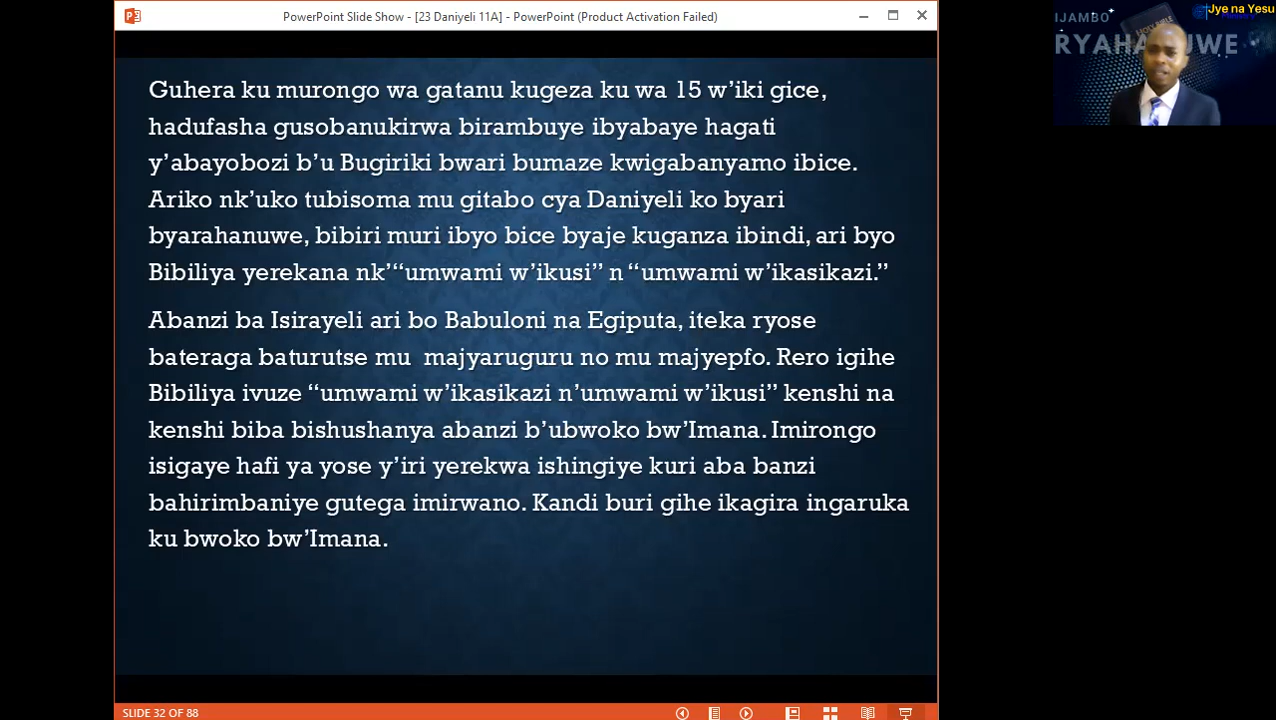 PowerPoint Slide Show - [23 Daniyeli 11A] - PowerPoint (Product Activation Failed)
Jye na Yesu
Ministry
IJAMBO
HOLY BIBLE
Guhera ku murongo wa gatanu kugeza ku wa 15 w’iki gice,
hadufasha gusobanukirwa birambuye ibyabaye hagati
y’abayobozi b’u Bugiriki bwari bumaze kwigabanyamo ibice.
Ariko nk’uko tubisoma mu gitabo cya Daniyeli ko byari
byarahanuwe, bibiri muri ibyo bice byaje kuganza ibindi, ari byo
Bibiliya yerekana nk’“umwami w’ikusi” n “umwami w’ikasikazi.”
Abanzi ba Isirayeli ari bo Babuloni na Egiputa, iteka ryose
bateraga baturutse mu majyaruguru no mu majyepfo. Rero igihe
Bibiliya ivuze “umwami w’ikasikazi n’umwami w’ikusi” kenshi na
kenshi biba bishushanya abanzi b’ubwoko bw’Imana. Imirongo
isigaye hafi ya yose y’iri yerekwa ishingiye kuri aba banzi
bahirimbaniye gutega imirwano. Kandi buri gihe ikagira ingaruka
ku bwoko bw’Imana.
SLIDE 32 OF 88